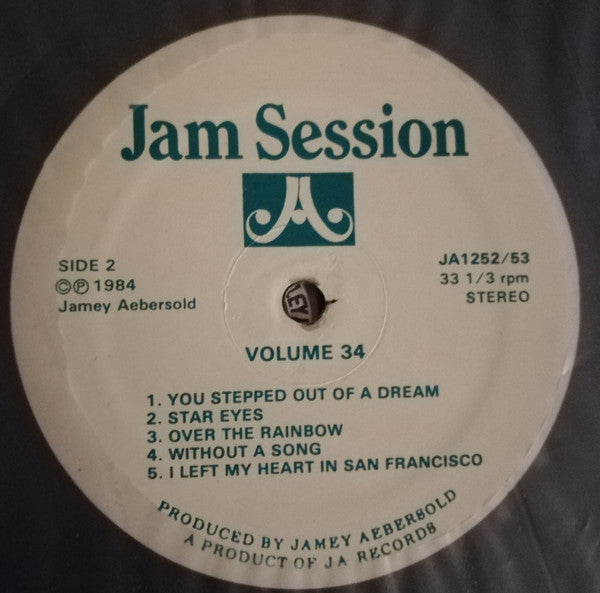 Jam Session
SIDE 2
©℗ 1984
Jamey Aebersold
JA1252/53
33 1/3 rpm
STEREO
LEY
VOLUME 34
1. YOU STEPPED OUT OF A DREAM
2. STAR EYES
3. OVER THE RAINBOW
4. WITHOUT A SONG
5. I LEFT MY HEART IN SAN FRANCISCO
PRODUCED BY JAMEY AEBERSOLD
A PRODUCT OF JA RECORDS